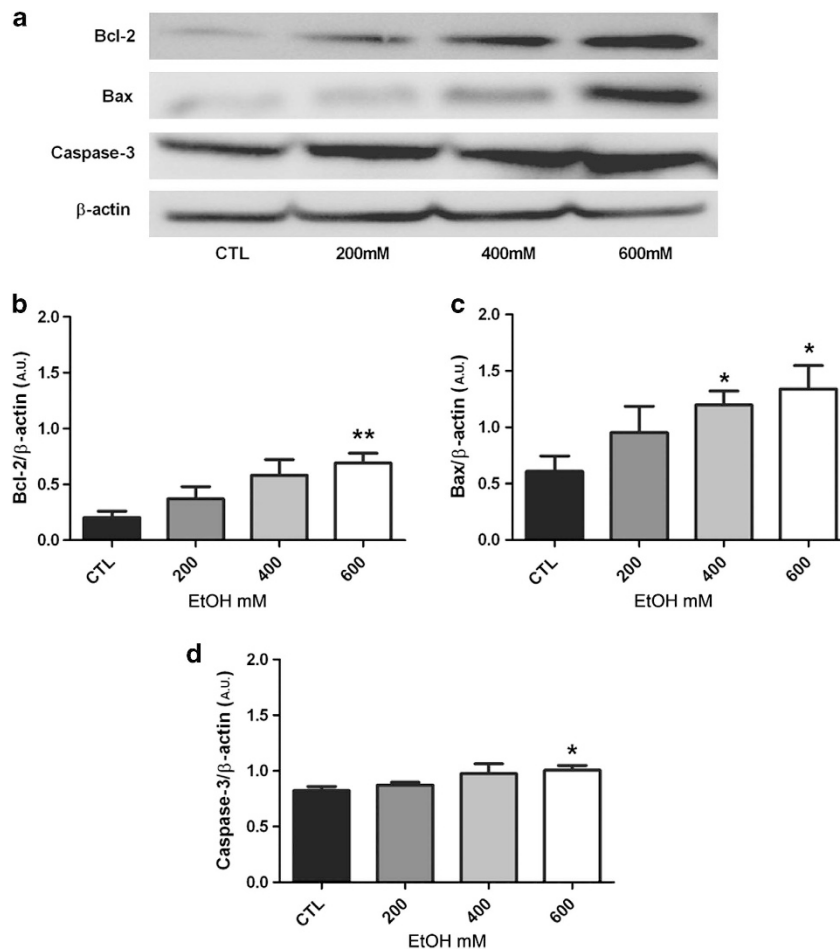 a
Bcl-2
Bax
Caspase-3
β-actin
CTL 200mM 400mM 600mM
b
Bcl-2/β-actin (A.U.)
2.0
1.5
1.0
0.5
0.0
**
CTL 200 400 600
EtOH mM
c
Bax/β-actin (A.U.)
2.0
1.5
1.0
0.5
0.0
* *
CTL 200 400 600
EtOH mM
d
Caspase-3/β-actin (A.U.)
2.0
1.5
1.0
0.5
0.0
*
CTL 200 400 600
EtOH mM